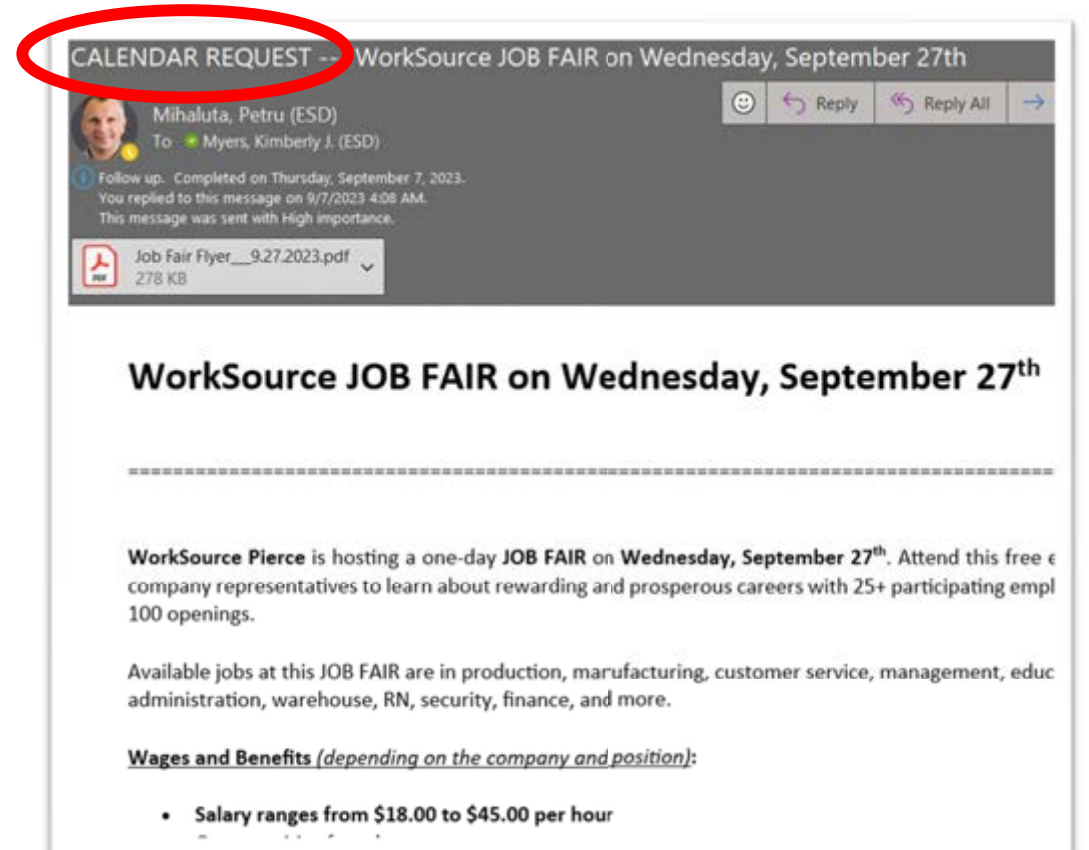 CALENDAR REQUEST --- WorkSource JOB FAIR on Wednesday, September 27th
Mihaluta, Petru (ESD)
Reply
Reply All
To Myers, Kimberly J. (ESD)
Follow up. Completed on Thursday, September 7, 2023.
You replied to this message on 9/7/2023 4:08 AM.
This message was sent with High importance.
Job Fair Flyer__9.27.2023.pdf
PDF
278 KB
WorkSource JOB FAIR on Wednesday, September 27th
================================================================================
WorkSource Pierce is hosting a one-day JOB FAIR on Wednesday, September 27th. Attend this free e
company representatives to learn about rewarding and prosperous careers with 25+ participating empl
100 openings.
Available jobs at this JOB FAIR are in production, manufacturing, customer service, management, educ
administration, warehouse, RN, security, finance, and more.
Wages and Benefits (depending on the company and position):
• Salary ranges from $18.00 to $45.00 per hour